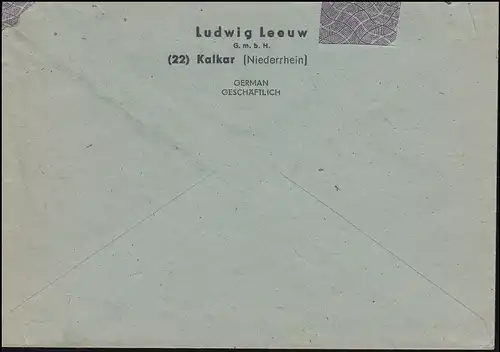 Ludwig Leeuw
G. m. b. H.
(22) Kalkar (Niederrhein)
GERMAN
GESCHÄFTLICH